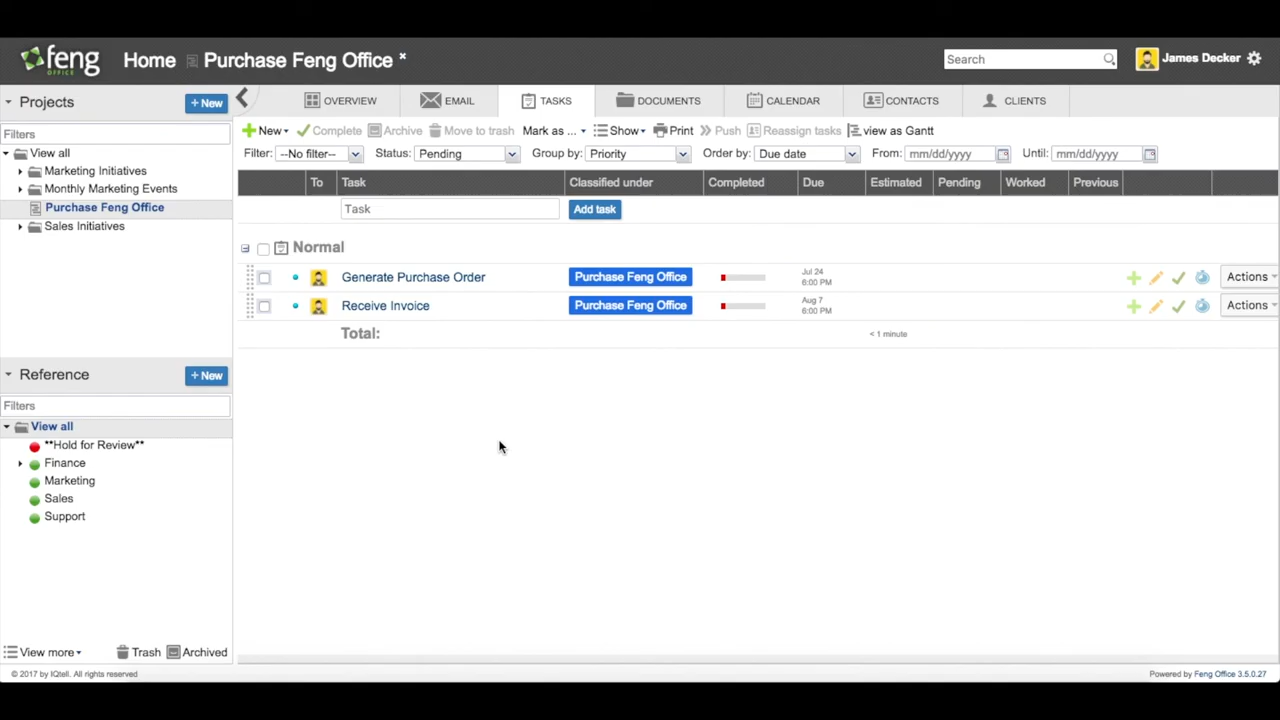 feng OFFICE Home Purchase Feng Office × Search James Decker
Projects + New OVERVIEW EMAIL TASKS DOCUMENTS CALENDAR CONTACTS CLIENTS
Filters New Complete Archive Move to trash Mark as ... Show Print Push Reassign tasks view as Gantt
View all Filter: --No filter-- Status: Pending Group by: Priority Order by: Due date From: mm/dd/yyyy Until: mm/dd/yyyy
Marketing Initiatives
Monthly Marketing Events To Task Classified under Completed Due Estimated Pending Worked Previous
Purchase Feng Office Task Add task
Sales Initiatives
Normal
Generate Purchase Order Purchase Feng Office Jul 24 Actions
6:00 PM
Receive Invoice Purchase Feng Office Aug 7 Actions
6:00 PM
Total: < 1 minute
Reference + New
Filters
View all
**Hold for Review**
Finance
Marketing
Sales
Support
View more Trash Archived
© 2017 by IQtell. All rights reserved Powered by Feng Office 3.5.0.27